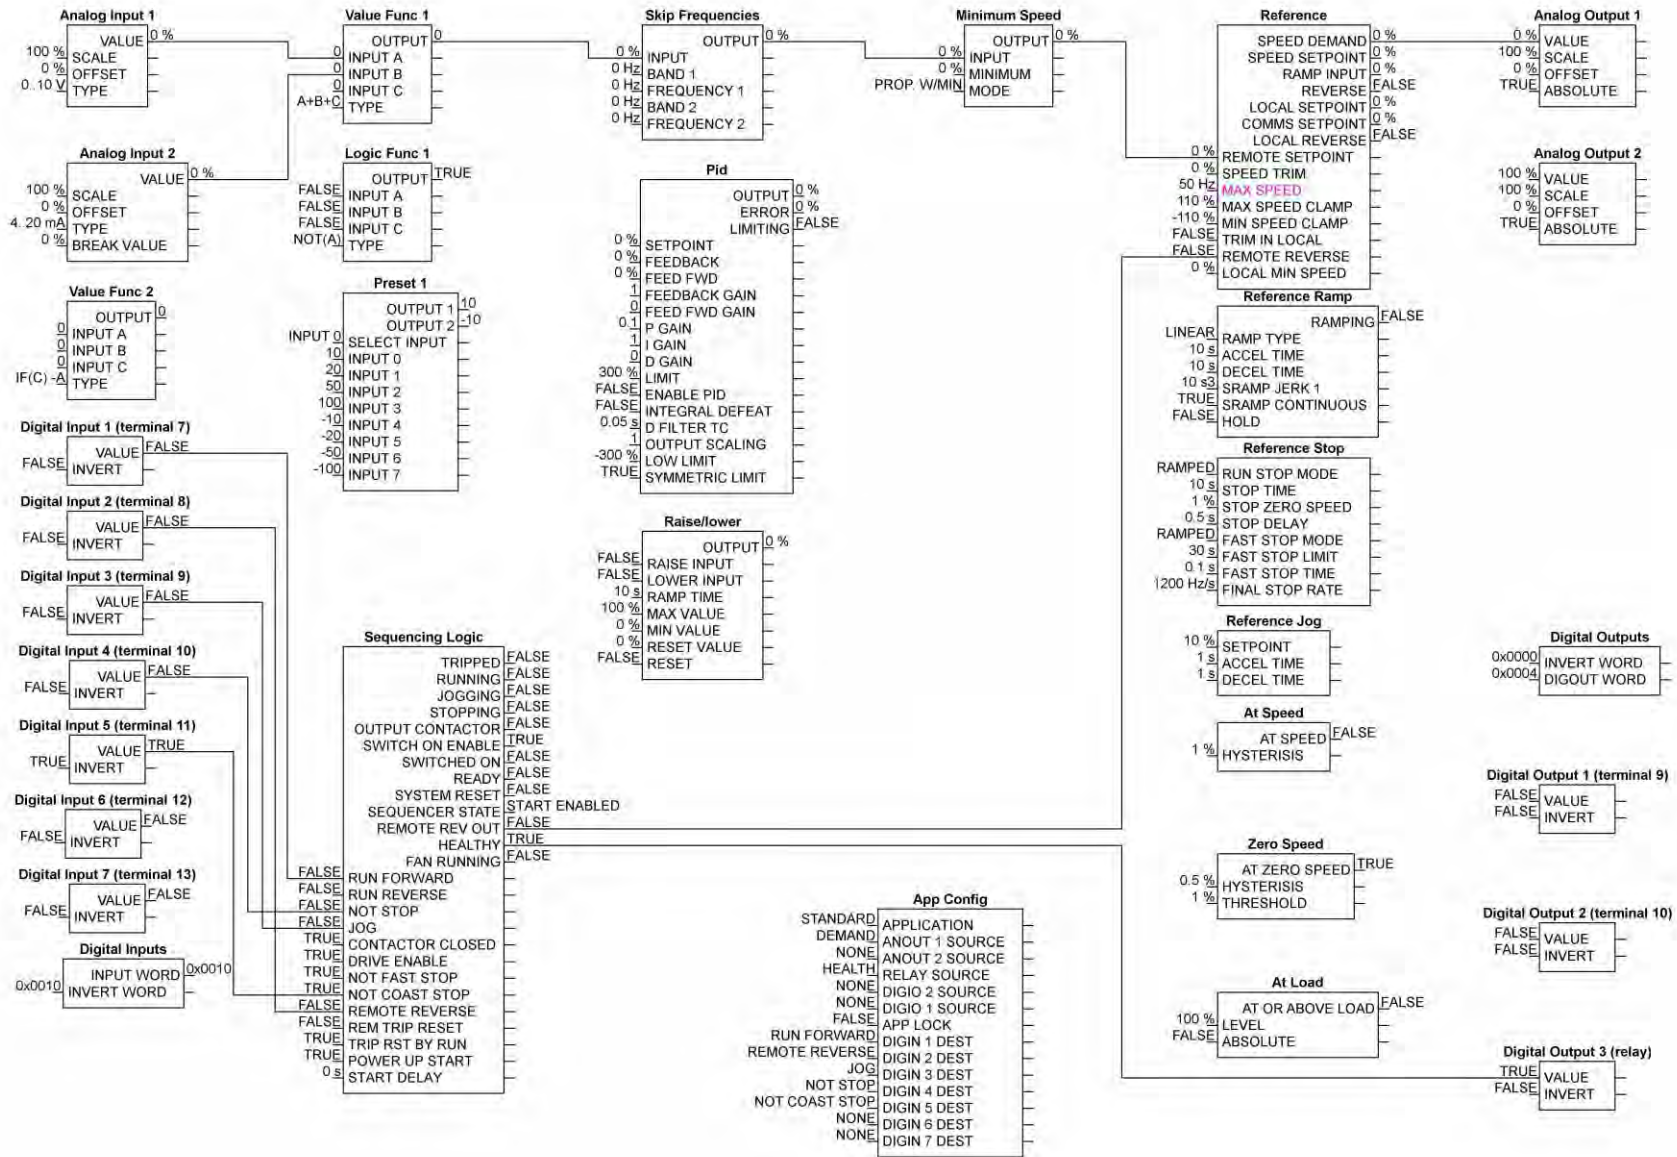 Analog Input 1
VALUE 0 %
100 % SCALE
0 % OFFSET
0..10 V TYPE
Analog Input 2
VALUE 0 %
100 % SCALE
0 % OFFSET
4..20 mA TYPE
0 % BREAK VALUE
Value Func 2
OUTPUT 0
0 INPUT A
0 INPUT B
0 INPUT C
IF(C) -A TYPE
Digital Input 1 (terminal 7)
VALUE FALSE
FALSE INVERT
Digital Input 2 (terminal 8)
VALUE FALSE
FALSE INVERT
Digital Input 3 (terminal 9)
VALUE FALSE
FALSE INVERT
Digital Input 4 (terminal 10)
VALUE FALSE
FALSE INVERT
Digital Input 5 (terminal 11)
VALUE TRUE
TRUE INVERT
Digital Input 6 (terminal 12)
VALUE FALSE
FALSE INVERT
Digital Input 7 (terminal 13)
VALUE FALSE
FALSE INVERT
Digital Inputs
INPUT WORD 0x0010
0x0010 INVERT WORD
Value Func 1
OUTPUT 0
0 INPUT A
0 INPUT B
0 INPUT C
A+B+C TYPE
Logic Func 1
OUTPUT TRUE
FALSE INPUT A
FALSE INPUT B
FALSE INPUT C
NOT(A) TYPE
Preset 1
OUTPUT 1 10
OUTPUT 2 -10
INPUT 0 SELECT INPUT
10 INPUT 0
20 INPUT 1
50 INPUT 2
100 INPUT 3
-10 INPUT 4
-20 INPUT 5
-50 INPUT 6
-100 INPUT 7
Sequencing Logic
TRIPPED FALSE
RUNNING FALSE
JOGGING FALSE
STOPPING FALSE
OUTPUT CONTACTOR FALSE
SWITCH ON ENABLE TRUE
SWITCHED ON FALSE
READY FALSE
SYSTEM RESET FALSE
SEQUENCER STATE START ENABLED
REMOTE REV OUT FALSE
HEALTHY TRUE
FAN RUNNING FALSE
FALSE RUN FORWARD
FALSE RUN REVERSE
FALSE NOT STOP
FALSE JOG
TRUE CONTACTOR CLOSED
TRUE DRIVE ENABLE
TRUE NOT FAST STOP
TRUE NOT COAST STOP
FALSE REMOTE REVERSE
FALSE REM TRIP RESET
TRUE TRIP RST BY RUN
TRUE POWER UP START
0 s START DELAY
Skip Frequencies
OUTPUT 0 %
0 % INPUT
0 Hz BAND 1
0 Hz FREQUENCY 1
0 Hz BAND 2
0 Hz FREQUENCY 2
Pid
OUTPUT 0 %
ERROR 0 %
LIMITING FALSE
0 % SETPOINT
0 % FEEDBACK
0 % FEED FWD
1 FEEDBACK GAIN
0 FEED FWD GAIN
0.1 P GAIN
1 I GAIN
0 D GAIN
300 % LIMIT
FALSE ENABLE PID
FALSE INTEGRAL DEFEAT
0.05 s D FILTER TC
1 OUTPUT SCALING
-300 % LOW LIMIT
TRUE SYMMETRIC LIMIT
Raise/lower
OUTPUT 0 %
FALSE RAISE INPUT
FALSE LOWER INPUT
10 s RAMP TIME
100 % MAX VALUE
0 % MIN VALUE
0 % RESET VALUE
FALSE RESET
Minimum Speed
OUTPUT 0 %
0 % INPUT
0 % MINIMUM
PROP. W/MIN MODE
App Config
STANDARD APPLICATION
DEMAND ANOUT 1 SOURCE
NONE ANOUT 2 SOURCE
HEALTH RELAY SOURCE
NONE DIGIO 2 SOURCE
NONE DIGIO 1 SOURCE
FALSE APP LOCK
RUN FORWARD DIGIN 1 DEST
REMOTE REVERSE DIGIN 2 DEST
JOG DIGIN 3 DEST
NOT STOP DIGIN 4 DEST
NOT COAST STOP DIGIN 5 DEST
NONE DIGIN 6 DEST
NONE DIGIN 7 DEST
Reference
SPEED DEMAND 0 %
SPEED SETPOINT 0 %
RAMP INPUT 0 %
REVERSE FALSE
LOCAL SETPOINT 0 %
COMMS SETPOINT 0 %
LOCAL REVERSE FALSE
0 % REMOTE SETPOINT
0 % SPEED TRIM
50 Hz MAX SPEED
110 % MAX SPEED CLAMP
-110 % MIN SPEED CLAMP
FALSE TRIM IN LOCAL
FALSE REMOTE REVERSE
0 % LOCAL MIN SPEED
Reference Ramp
RAMPING FALSE
LINEAR RAMP TYPE
10 s ACCEL TIME
10 s DECEL TIME
10 s3 SRAMP JERK 1
TRUE SRAMP CONTINUOUS
FALSE HOLD
Reference Stop
RAMPED RUN STOP MODE
10 s STOP TIME
1 % STOP ZERO SPEED
0.5 s STOP DELAY
RAMPED FAST STOP MODE
30 s FAST STOP LIMIT
0.1 s FAST STOP TIME
1200 Hz/s FINAL STOP RATE
Reference Jog
10 % SETPOINT
1 s ACCEL TIME
1 s DECEL TIME
At Speed
AT SPEED FALSE
1 % HYSTERISIS
Zero Speed
AT ZERO SPEED TRUE
0.5 % HYSTERISIS
1 % THRESHOLD
At Load
AT OR ABOVE LOAD FALSE
100 % LEVEL
FALSE ABSOLUTE
Analog Output 1
0 % VALUE
100 % SCALE
0 % OFFSET
TRUE ABSOLUTE
Analog Output 2
100 % VALUE
100 % SCALE
0 % OFFSET
TRUE ABSOLUTE
Digital Outputs
0x0000 INVERT WORD
0x0004 DIGOUT WORD
Digital Output 1 (terminal 9)
FALSE VALUE
FALSE INVERT
Digital Output 2 (terminal 10)
FALSE VALUE
FALSE INVERT
Digital Output 3 (relay)
TRUE VALUE
FALSE INVERT